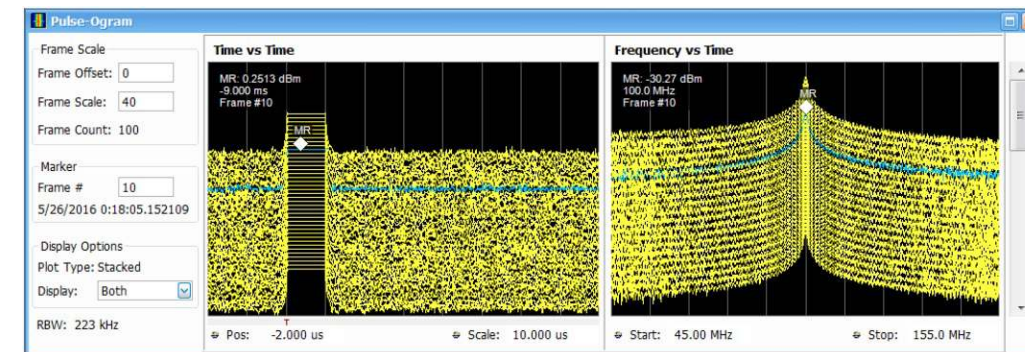 Pulse-Ogram
Frame Scale
Frame Offset: 0
Frame Scale: 40
Frame Count: 100
Marker
Frame # 10
5/26/2016 0:18:05.152109
Display Options
Plot Type: Stacked
Display: Both
RBW: 223 kHz
Time vs Time
MR: 0.2513 dBm
-9.000 ms
Frame #10
MR
T
Pos: -2.000 us Scale: 10.000 us
Frequency vs Time
MR: -30.27 dBm
100.0 MHz
Frame #10
MR
Start: 45.00 MHz Stop: 155.0 MHz